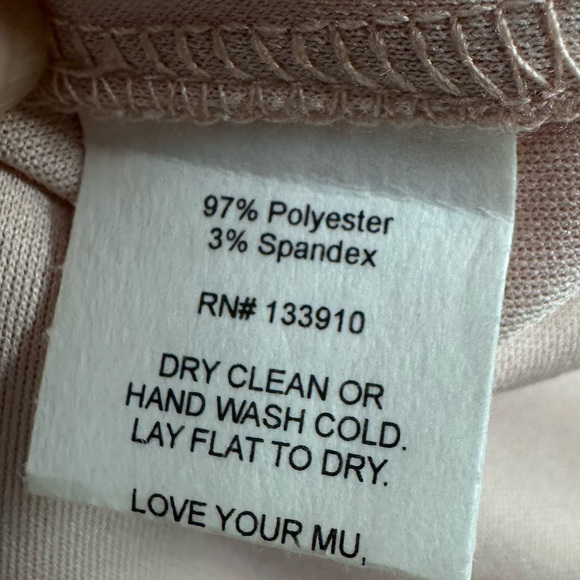 97% Polyester
3% Spandex
RN# 133910
DRY CLEAN OR
HAND WASH COLD.
LAY FLAT TO DRY.
LOVE YOUR MU,